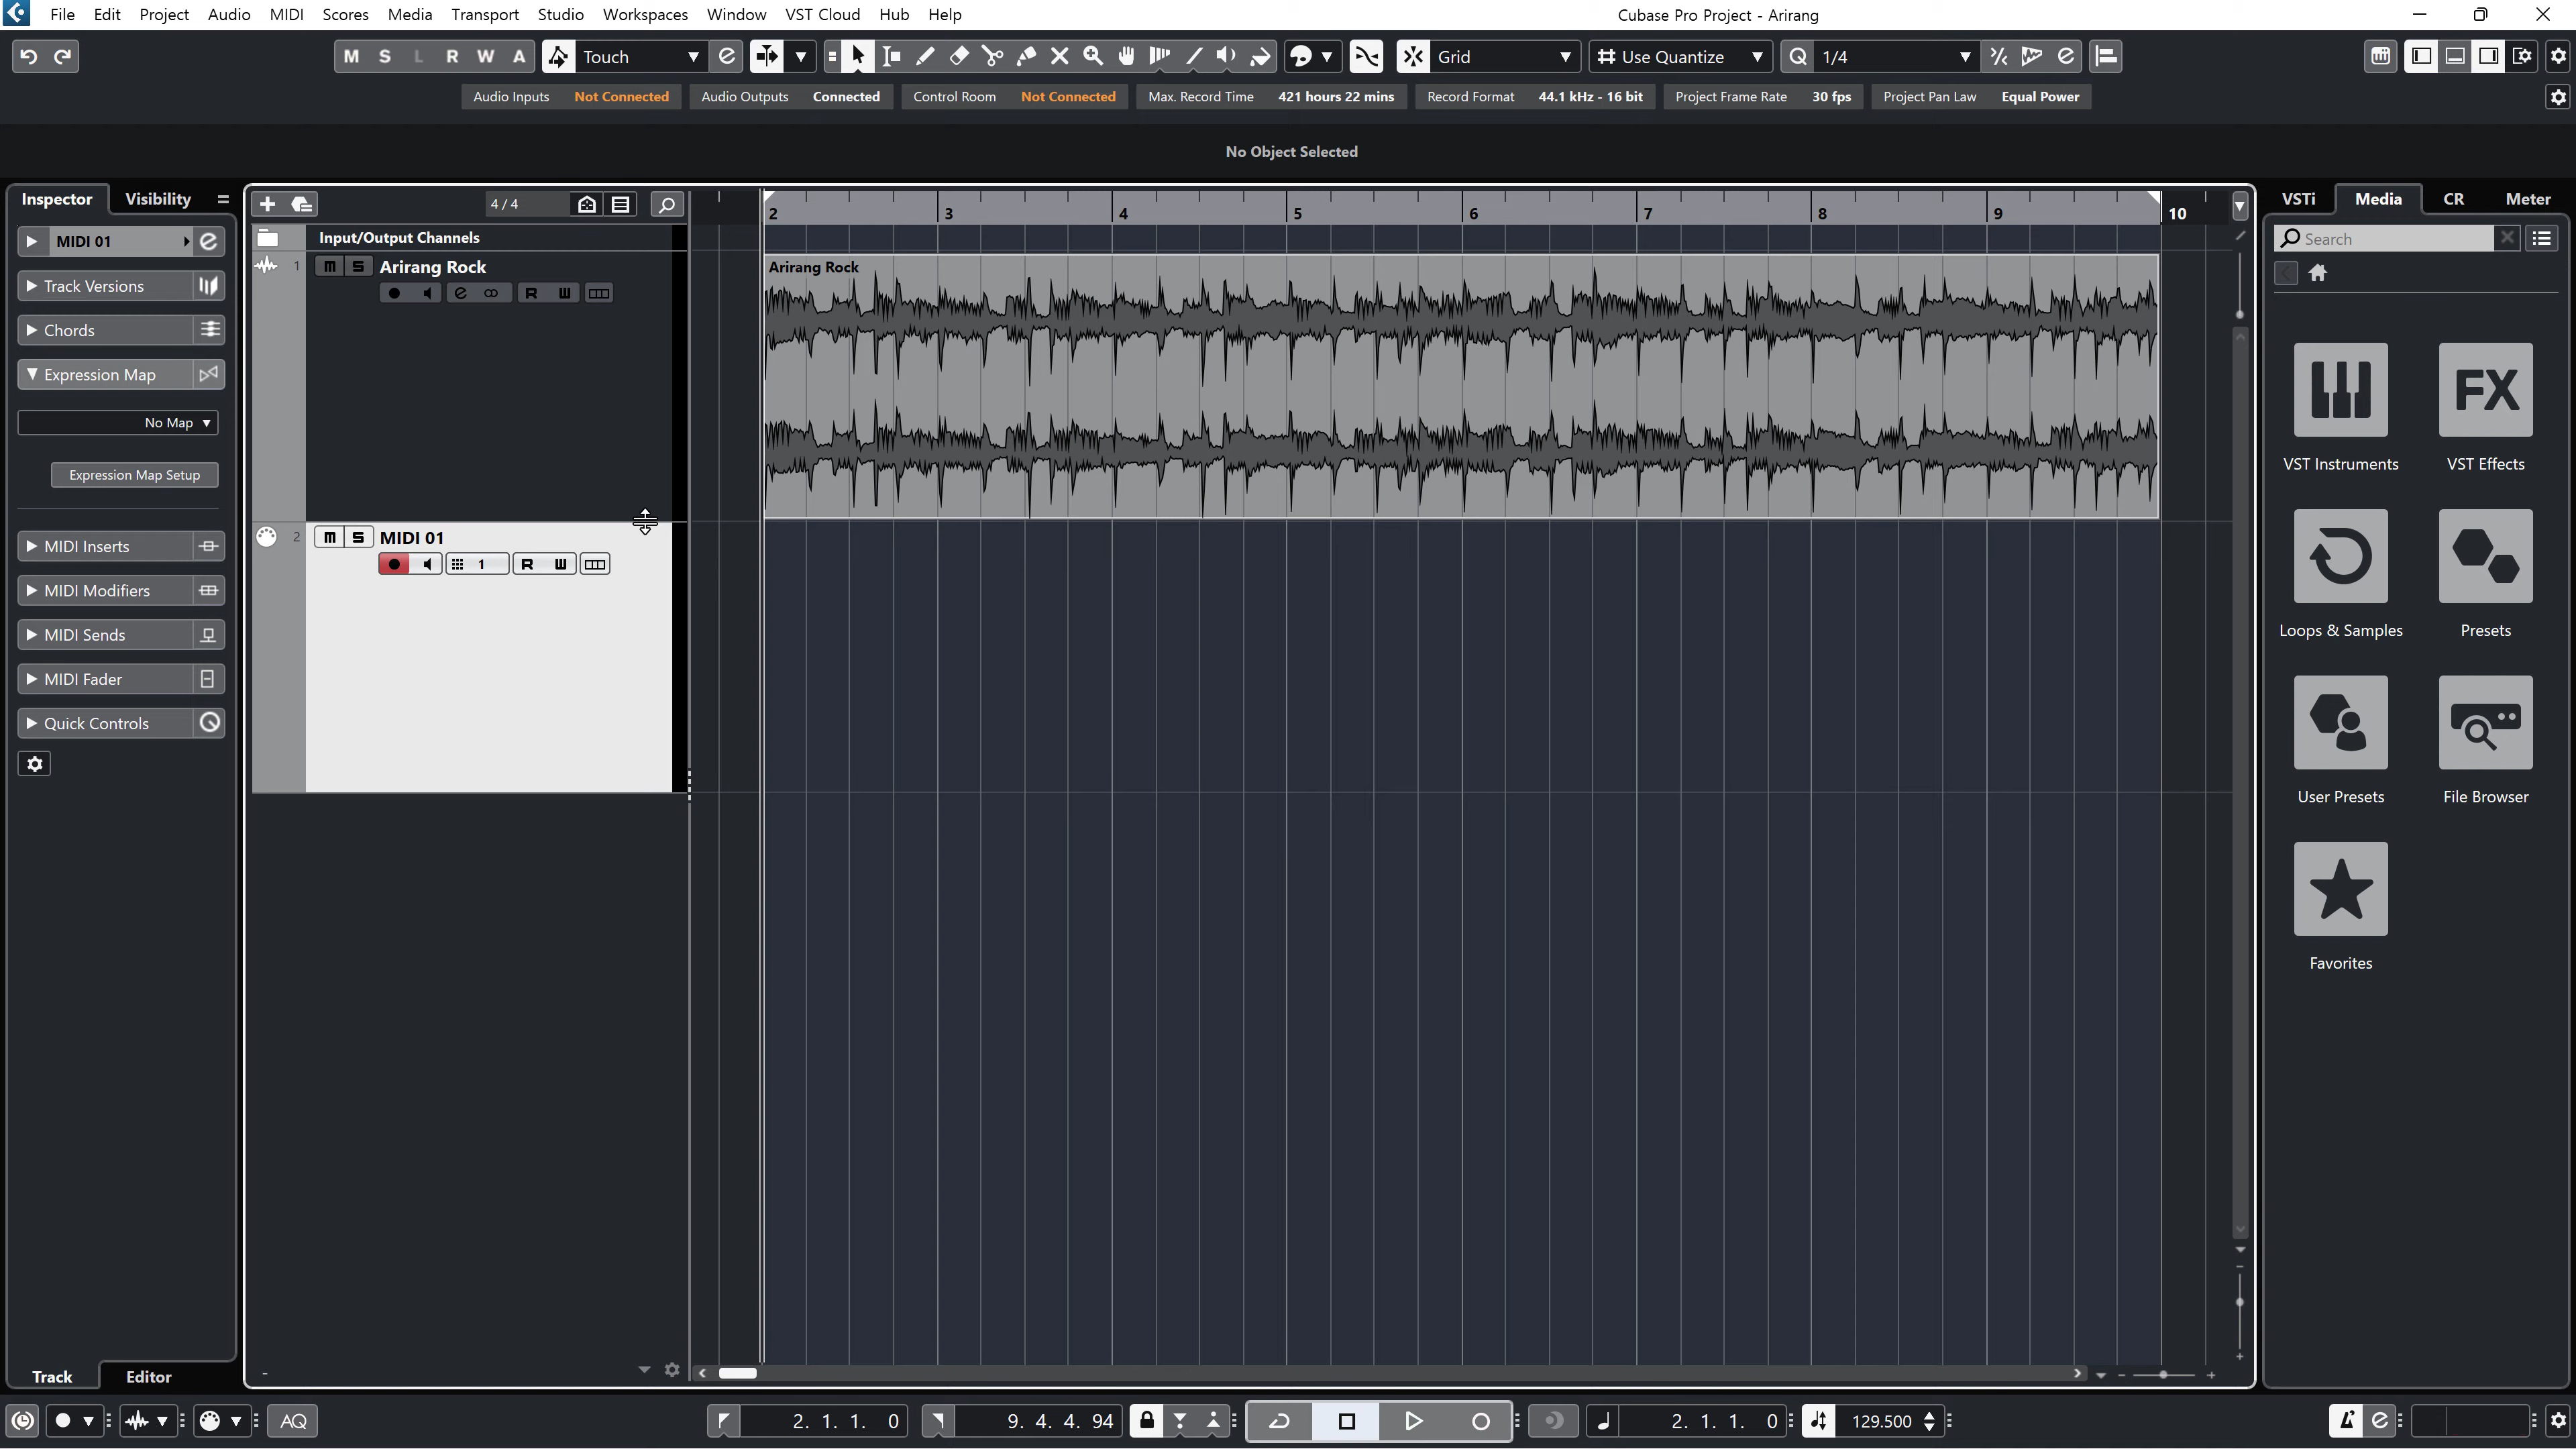 File Edit Project Audio MIDI Scores Media Transport Studio Workspaces Window VST Cloud Hub Help
Cubase Pro Project - Arirang
M S L R W A Touch Grid Use Quantize Q 1/4
Audio Inputs Not Connected Audio Outputs Connected Control Room Not Connected Max. Record Time 421 hours 22 mins Record Format 44.1 kHz - 16 bit Project Frame Rate 30 fps Project Pan Law Equal Power
No Object Selected
Inspector Visibility
MIDI 01
Track Versions
Chords
Expression Map
No Map
Expression Map Setup
MIDI Inserts
MIDI Modifiers
MIDI Sends
MIDI Fader
Quick Controls
Track Editor
4 / 4
2 3 4 5 6 7 8 9 10
Input/Output Channels
1 M S Arirang Rock
R W
Arirang Rock
2 M S MIDI 01
1 R W
VSTi Media CR Meter
Search
FX
VST Instruments VST Effects
Loops & Samples Presets
User Presets File Browser
Favorites
AQ
2. 1. 1. 0
9. 4. 4. 94
2. 1. 1. 0
129.500